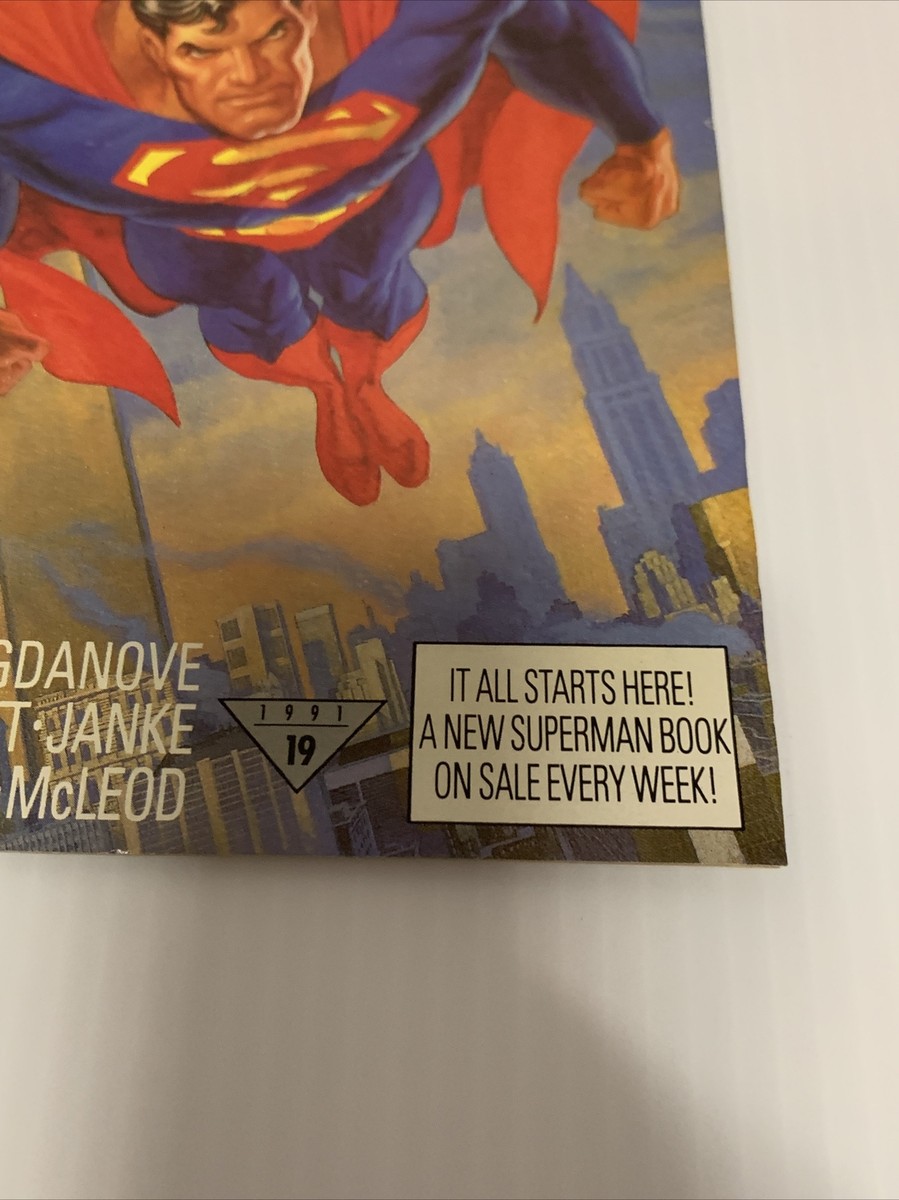 GDANOVE
T·JANKE
McLEOD
1991
19
IT ALL STARTS HERE!
A NEW SUPERMAN BOOK
ON SALE EVERY WEEK!